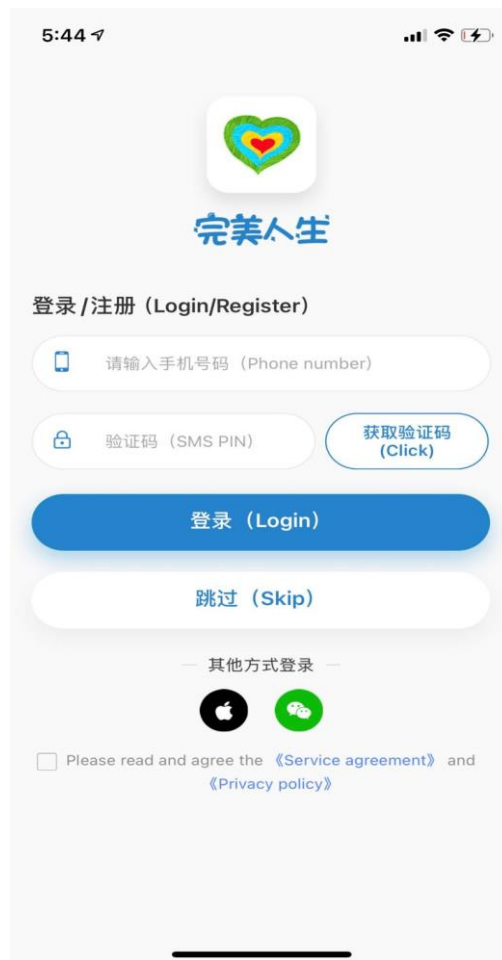 5:44
完美人生
登录/注册（Login/Register）
请输入手机号码（Phone number）
验证码（SMS PIN）
获取验证码
(Click)
登录（Login）
跳过（Skip）
其他方式登录
Please read and agree the 《Service agreement》 and
《Privacy policy》